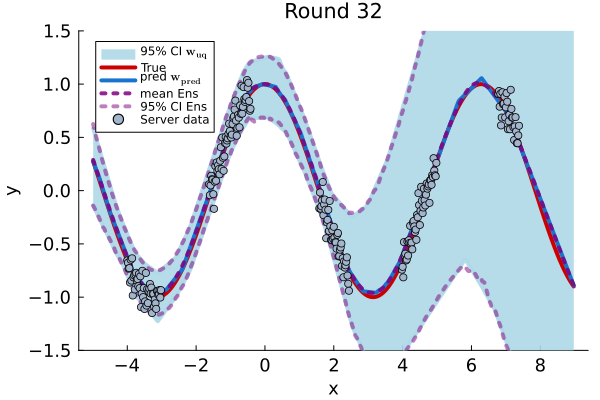 Round 32
1.5
1.0
0.5
0.0
−0.5
−1.0
−1.5
y
95% CI w_uq
True
pred w_pred
mean Ens
95% CI Ens
Server data
−4
−2
0
2
4
6
8
x